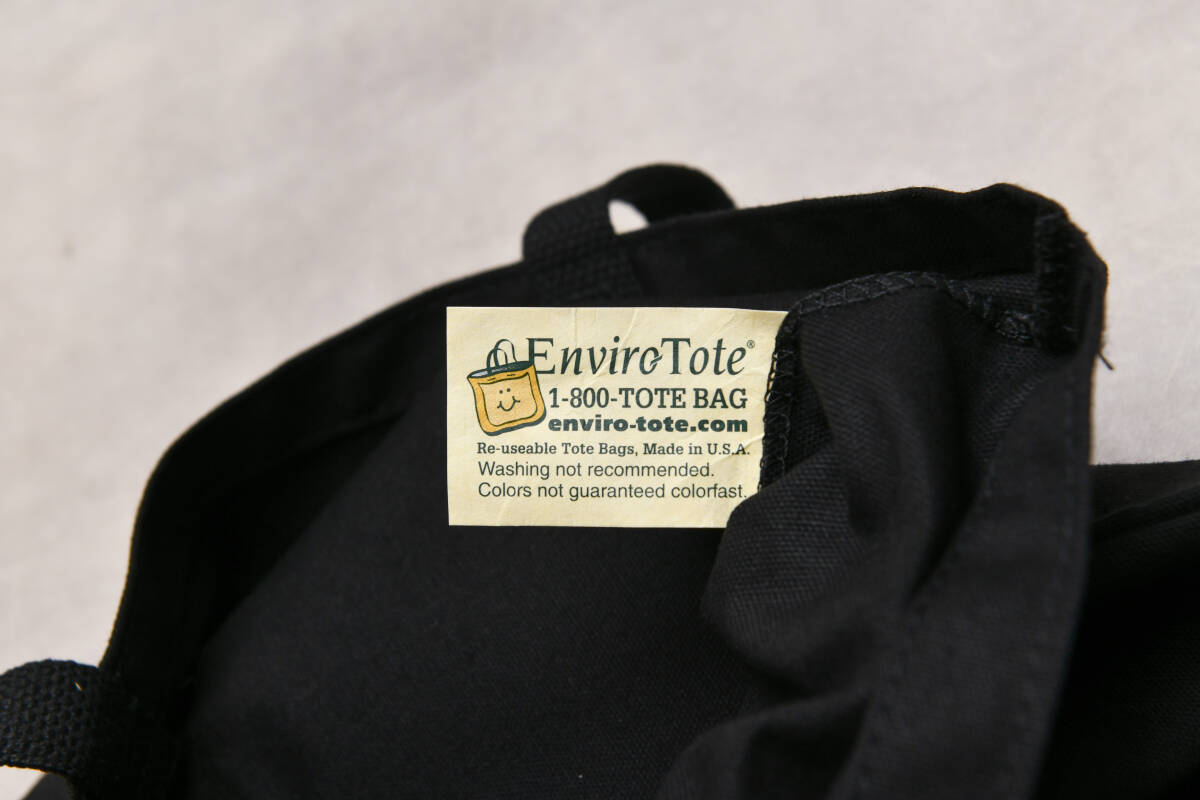 EnviroTote®
1-800-TOTE BAG
enviro-tote.com
Re-useable Tote Bags, Made in U.S.A.
Washing not recommended.
Colors not guaranteed colorfast.